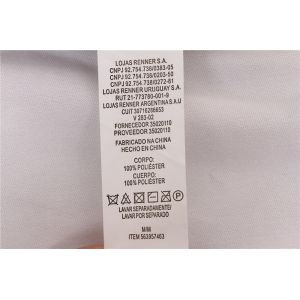 LOJAS RENNER S.A.
CNPJ 92.754.738/0383-05
CNPJ 92.754.738/0203-50
CNPJ 92.754.738/0272-81
LOJAS RENNER URUGUAY S.A.
RUT 21-773780-001-9
LOJAS RENNER ARGENTINA S.A.U
CUIT 30716286653
V 283-02
FORNECEDOR 35020110
PROVEEDOR 35020110
FABRICADO NA CHINA
HECHO EN CHINA
CORPO:
100% POLIÉSTER
CUERPO:
100% POLIÉSTER
LAVAR SEPARADAMENTE/
LAVAR POR SEPARADO.
M/M
ITEM 563957463